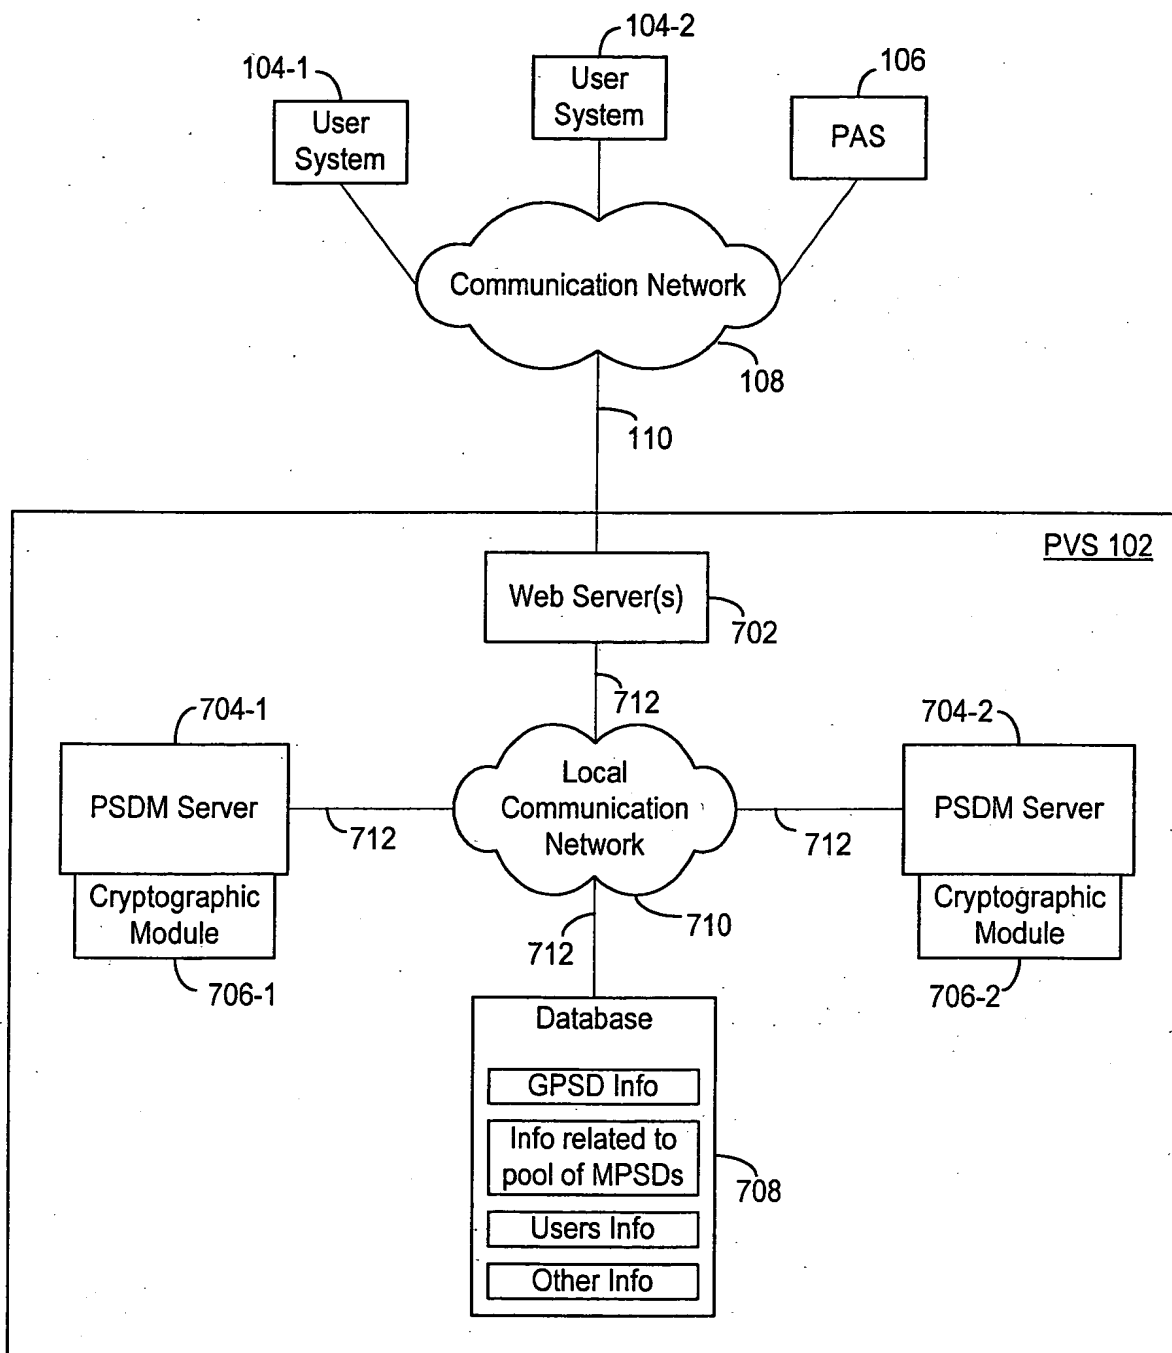 104-2
104-1
106
User
System
User
System
PAS
Communication Network
108
110
PVS 102
Web Server(s)
702
712
704-1
704-2
PSDM Server
Local
Communication
Network
PSDM Server
712
712
Cryptographic
Module
710
Cryptographic
Module
712
706-1
706-2
Database
GPSD Info
Info related to
pool of MPSDs
708
Users Info
Other Info